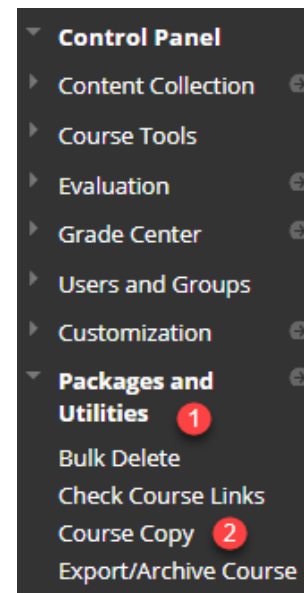 Control Panel
Content Collection
Course Tools
Evaluation
Grade Center
Users and Groups
Customization
Packages and
Utilities 1
Bulk Delete
Check Course Links
Course Copy 2
Export/Archive Course